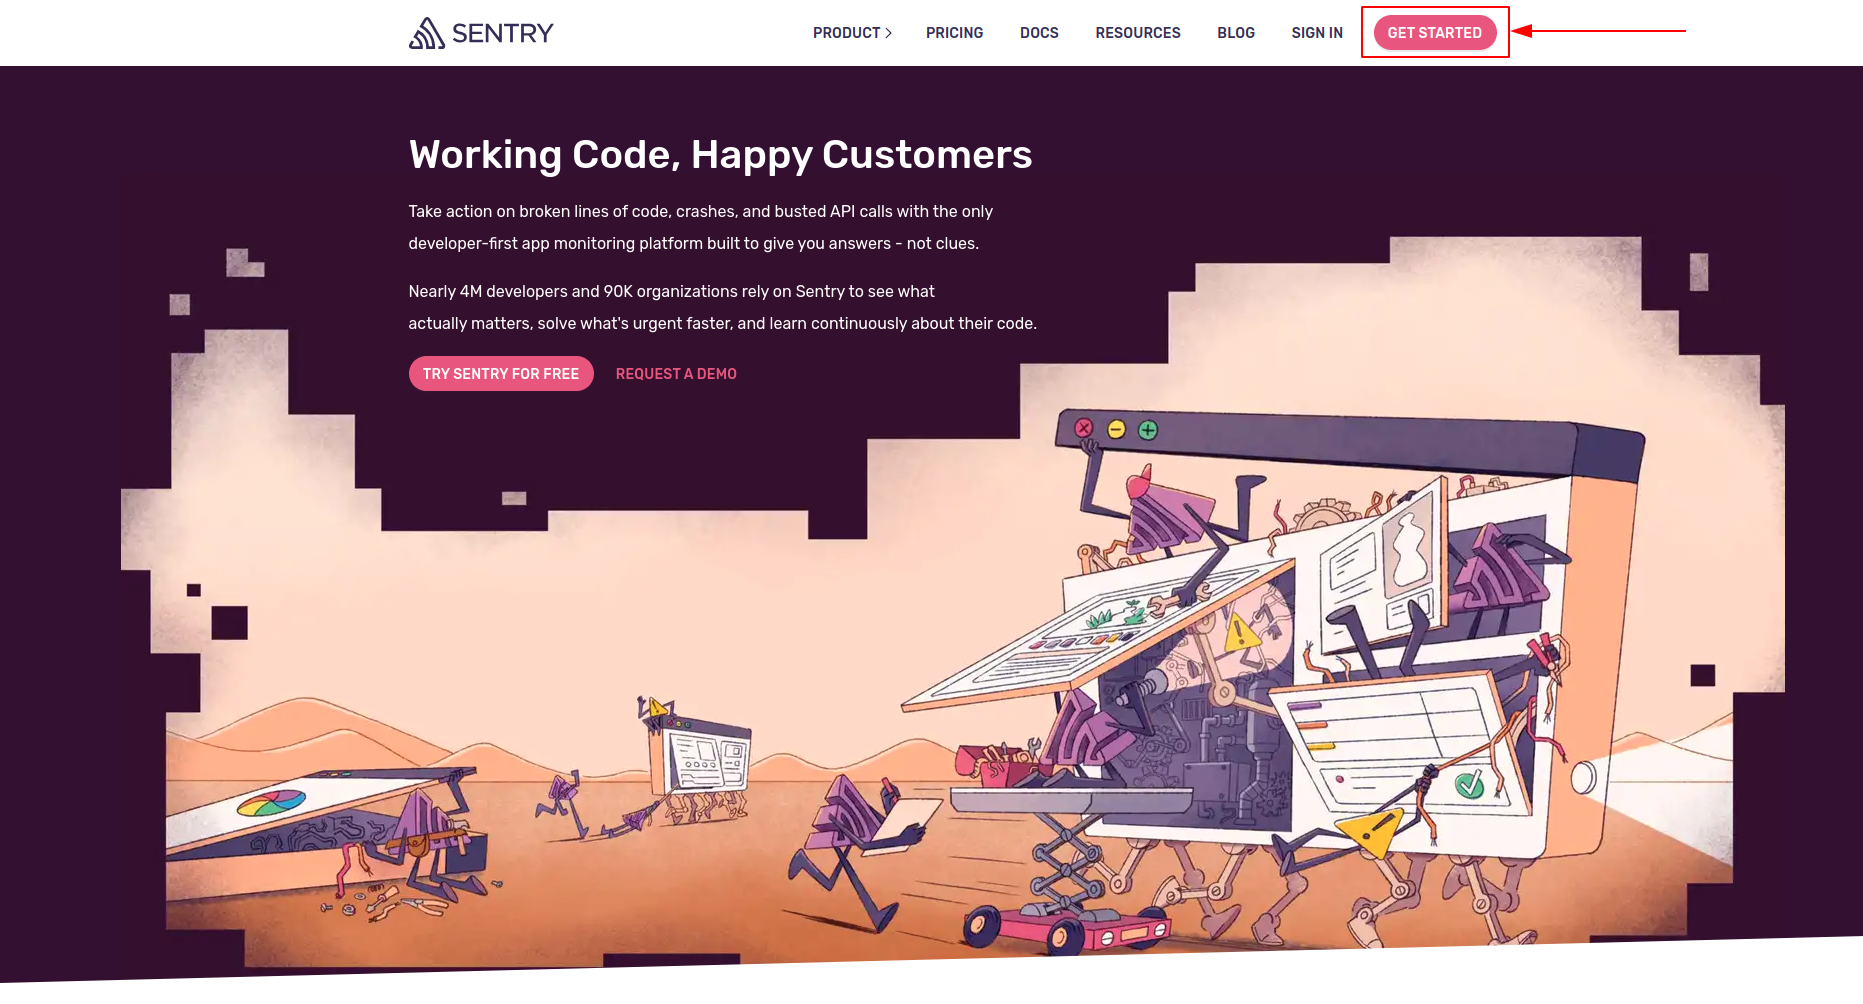 SENTRY
PRODUCT
PRICING
DOCS
RESOURCES
BLOG
SIGN IN
GET STARTED
Working Code, Happy Customers
Take action on broken lines of code, crashes, and busted API calls with the only
developer-first app monitoring platform built to give you answers - not clues.
Nearly 4M developers and 90K organizations rely on Sentry to see what
actually matters, solve what's urgent faster, and learn continuously about their code.
TRY SENTRY FOR FREE
REQUEST A DEMO